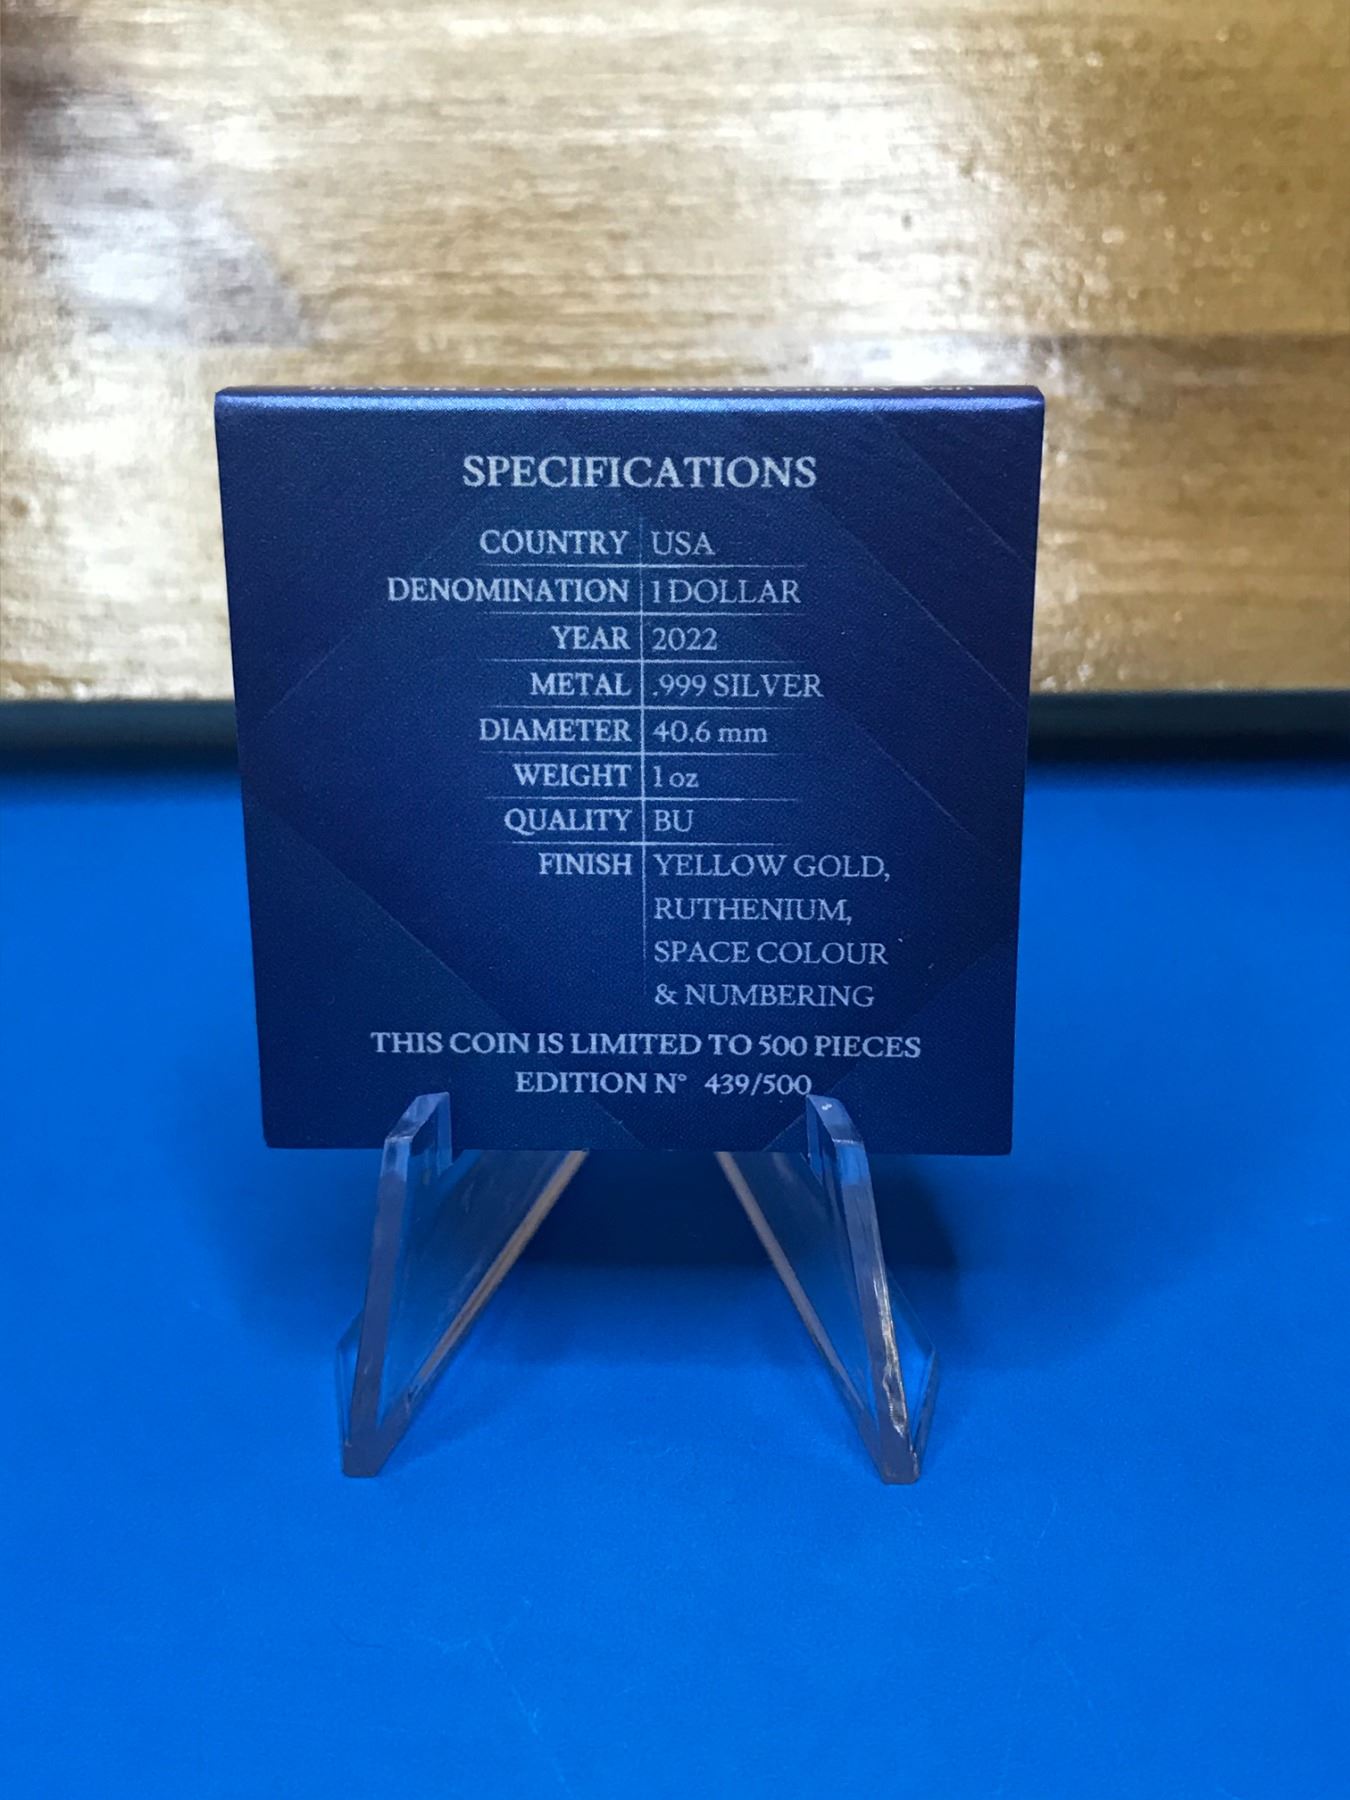 SPECIFICATIONS
COUNTRY USA
DENOMINATION 1 DOLLAR
YEAR 2022
METAL .999 SILVER
DIAMETER 40.6 mm
WEIGHT 1 oz
QUALITY BU
FINISH YELLOW GOLD,
RUTHENIUM,
SPACE COLOUR
& NUMBERING
THIS COIN IS LIMITED TO 500 PIECES
EDITION N° 439/500